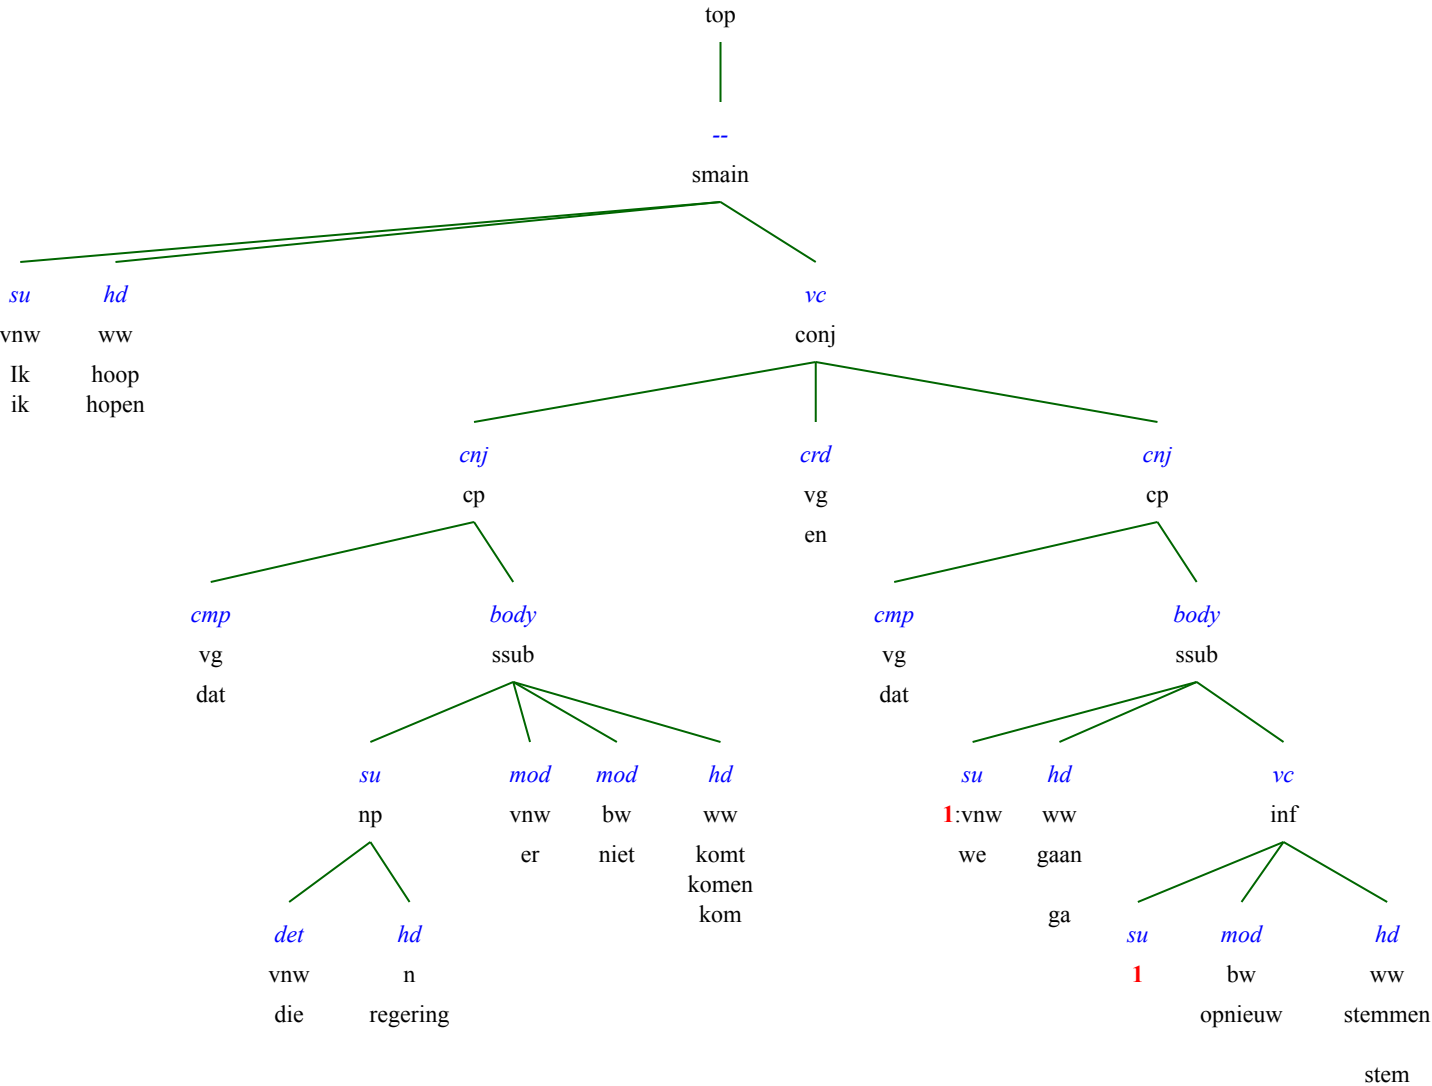 top
--
smain
su hd vc
vnw ww conj
Ik hoop
ik hopen
cnj crd cnj
cp vg cp
en
cmp body cmp body
vg ssub vg ssub
dat dat
su mod mod hd su hd vc
np vnw bw ww 1:vnw ww inf
er niet komt we gaan
komen
kom ga
det hd su mod hd
vnw n 1 bw ww
die regering opnieuw stemmen
stem